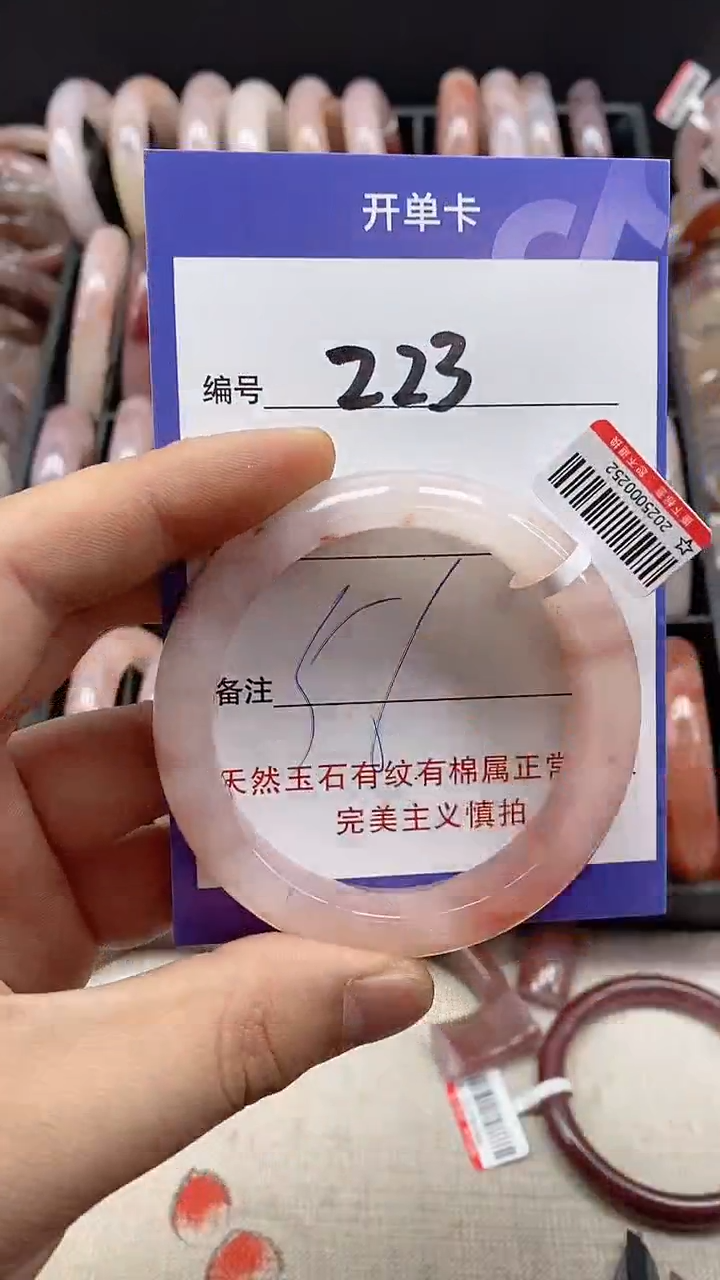 开单卡
编号 223
2025000252
备注 57
天然玉石有纹有棉属正常
完美主义慎拍